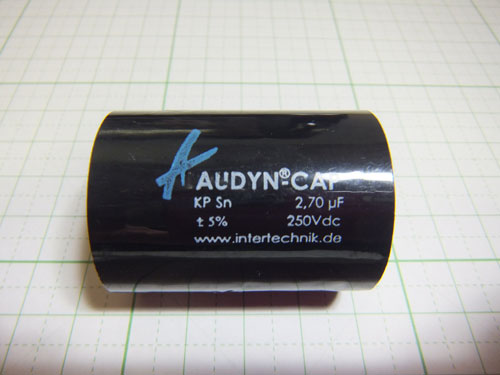 AUDYN®-CAP
KP Sn 2,70 µF
± 5% 250Vdc
www.intertechnik.de